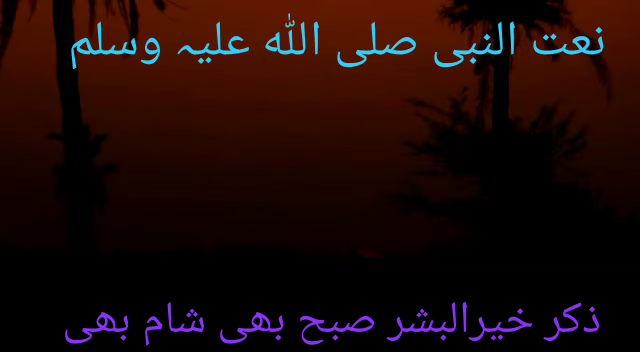 نعت النبی صلی اللہ علیہ وسلم
ذکر خیرالبشر صبح بھی شام بھی